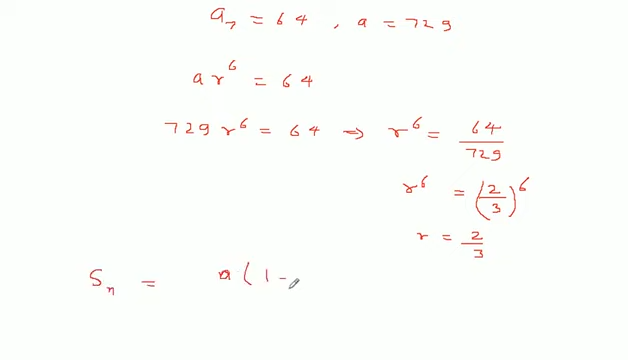 a₇ = 64 , a = 729
a r⁶ = 64
729 r⁶ = 64 ⇒ r⁶ = 64/729
r⁶ = (2/3)⁶
r = 2/3
Sₙ = a ( 1 -